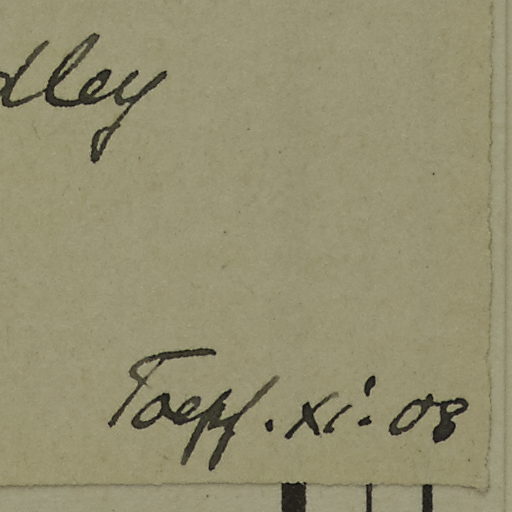 dley
Toepf. xi. 08